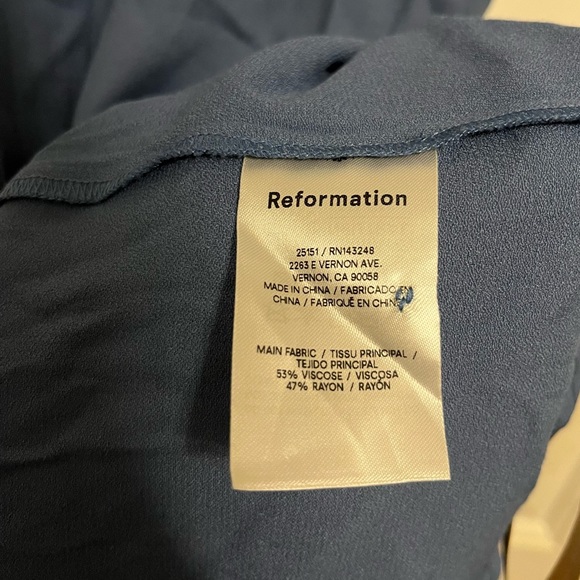 Reformation
25151 / RN143248
2263 E VERNON AVE.
VERNON, CA 90058
MADE IN CHINA / FABRICADO EN
CHINA / FABRIQUÉ EN CHINE
MAIN FABRIC / TISSU PRINCIPAL /
TEJIDO PRINCIPAL
53% VISCOSE / VISCOSA
47% RAYON / RAYÓN